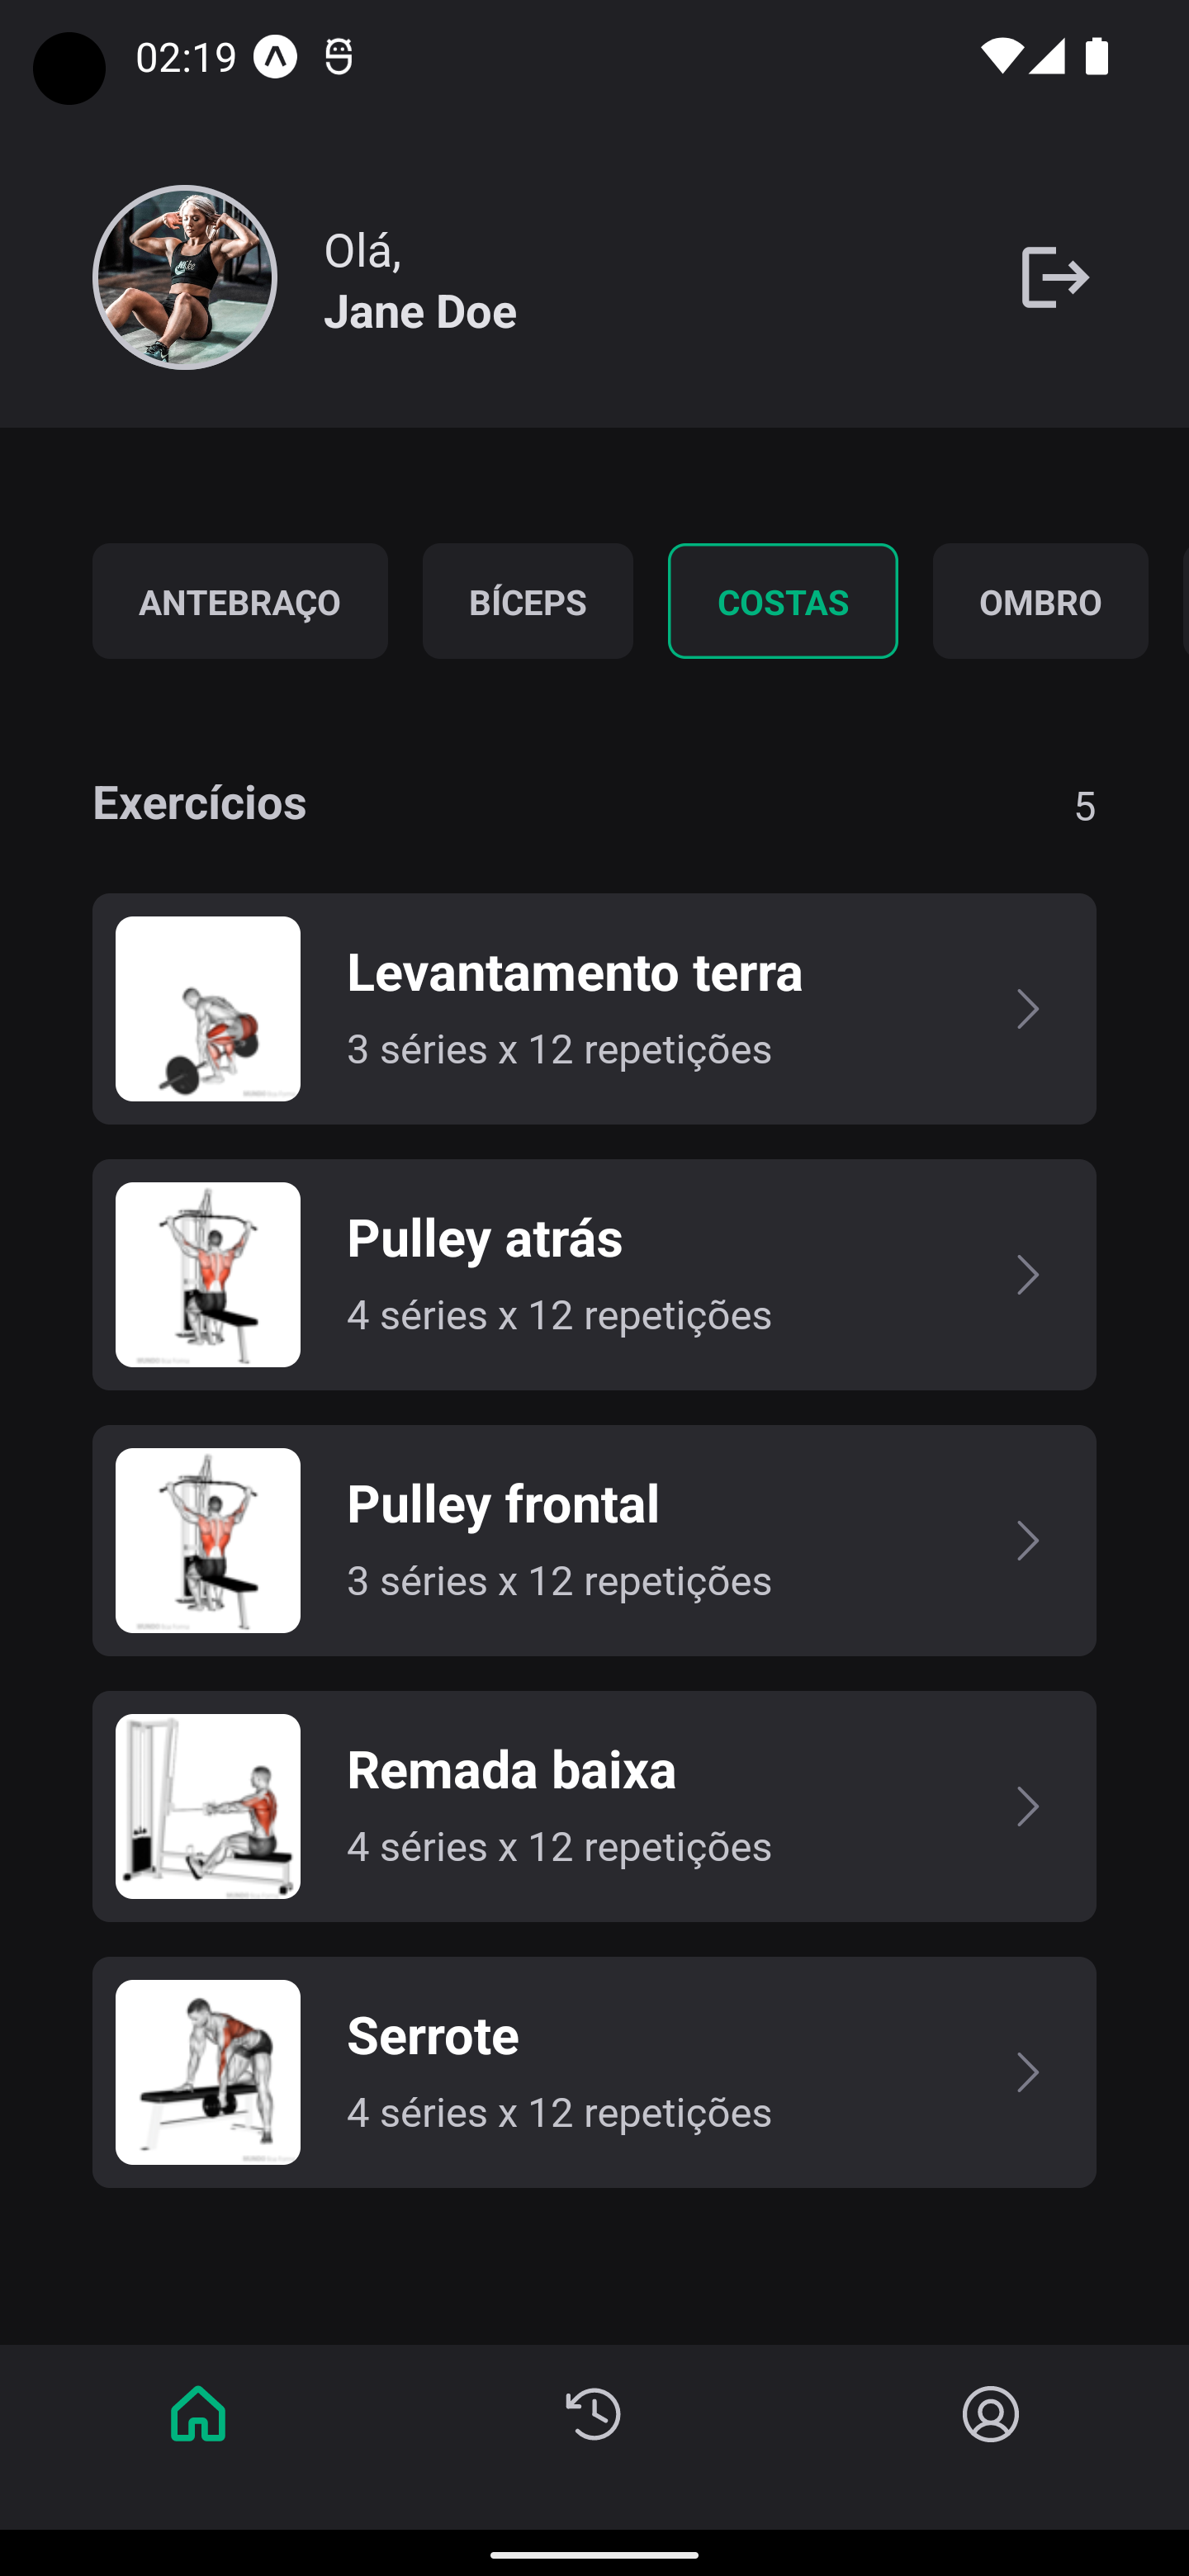 02:19
Olá,
Jane Doe
ANTEBRAÇO
BÍCEPS
COSTAS
OMBRO
Exercícios
5
Levantamento terra
3 séries x 12 repetições
Pulley atrás
4 séries x 12 repetições
Pulley frontal
3 séries x 12 repetições
Remada baixa
4 séries x 12 repetições
Serrote
4 séries x 12 repetições